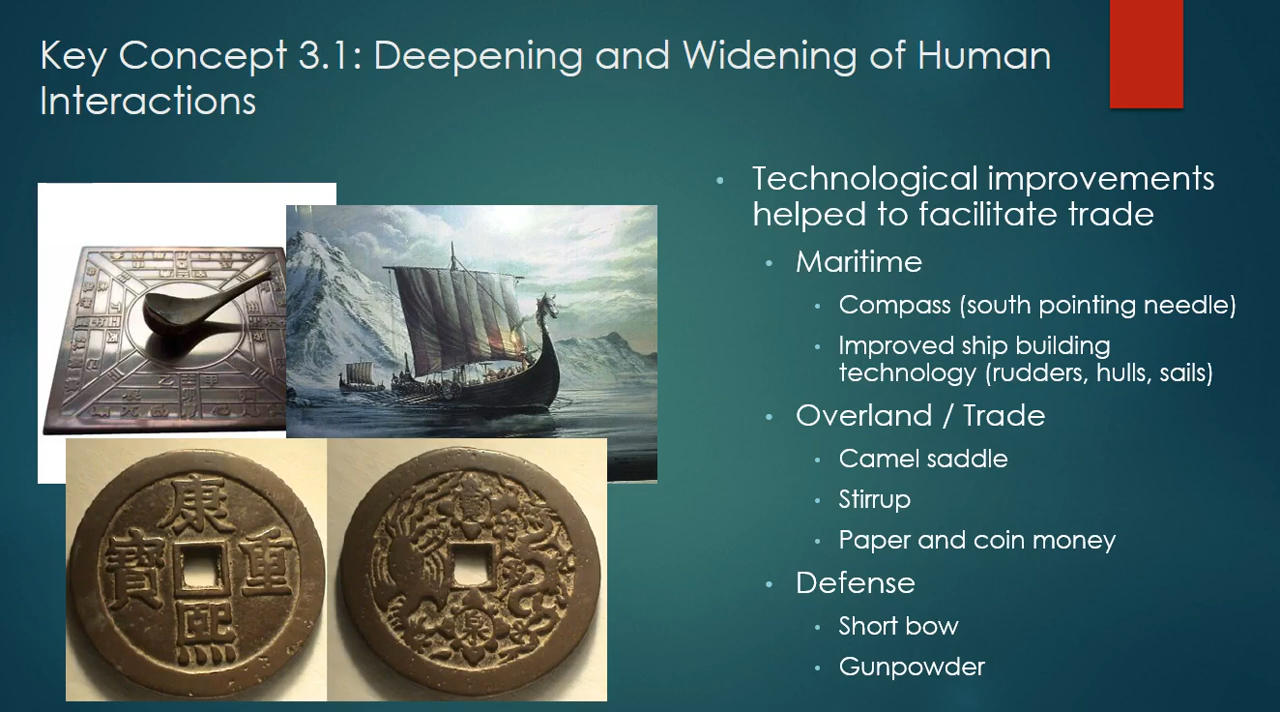 Key Concept 3.1: Deepening and Widening of Human
Interactions
Technological improvements
helped to facilitate trade
Maritime
Compass (south pointing needle)
Improved ship building
technology (rudders, hulls, sails)
Overland / Trade
Camel saddle
Stirrup
Paper and coin money
Defense
Short bow
Gunpowder
康
寶
重
熙